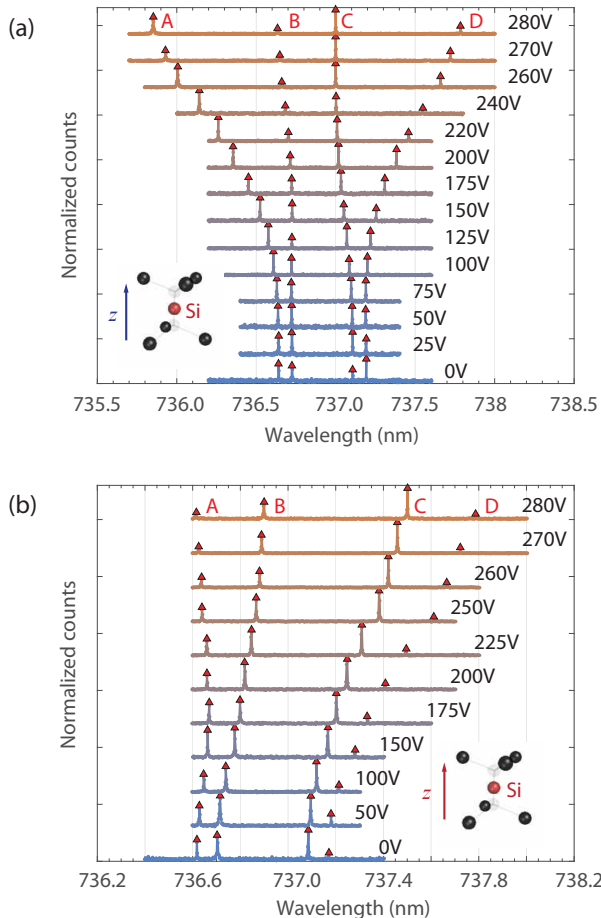 (a)
A B C D
280V
270V
260V
240V
220V
200V
175V
150V
125V
100V
75V
50V
25V
0V
Si
z
Normalized counts
735.5 736.0 736.5 737.0 737.5 738 738.5
Wavelength (nm)
(b)
A B C D
280V
270V
260V
250V
225V
200V
175V
150V
100V
50V
0V
Si
z
Normalized counts
736.2 736.6 737.0 737.4 737.8 738.2
Wavelength (nm)